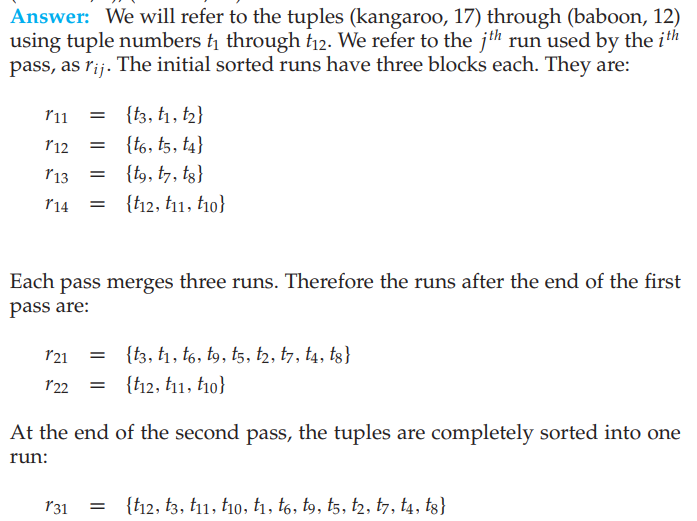 Answer: We will refer to the tuples (kangaroo, 17) through (baboon, 12)
using tuple numbers t₁ through t₁₂. We refer to the jᵗʰ run used by the iᵗʰ
pass, as rᵢⱼ. The initial sorted runs have three blocks each. They are:
r₁₁ = {t₃, t₁, t₂}
r₁₂ = {t₆, t₅, t₄}
r₁₃ = {t₉, t₇, t₈}
r₁₄ = {t₁₂, t₁₁, t₁₀}
Each pass merges three runs. Therefore the runs after the end of the first
pass are:
r₂₁ = {t₃, t₁, t₆, t₉, t₅, t₂, t₇, t₄, t₈}
r₂₂ = {t₁₂, t₁₁, t₁₀}
At the end of the second pass, the tuples are completely sorted into one
run:
r₃₁ = {t₁₂, t₃, t₁₁, t₁₀, t₁, t₆, t₉, t₅, t₂, t₇, t₄, t₈}